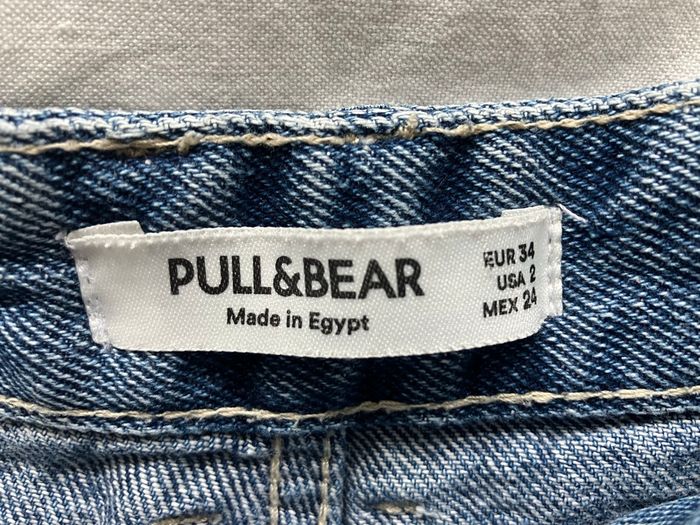 PULL&BEAR
Made in Egypt
EUR 34
USA 2
MEX 24